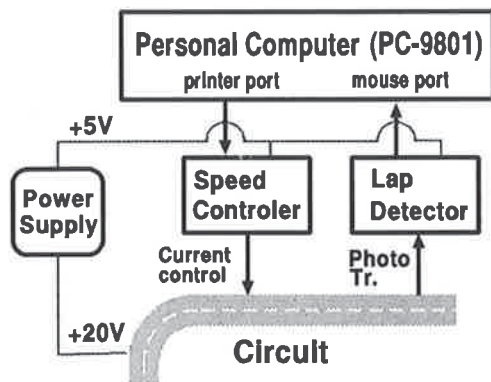 Personal Computer (PC-9801)
printer port mouse port
+5V
Power
Supply
Speed
Controler
Lap
Detector
Current
control
Photo
Tr.
+20V
Circuit